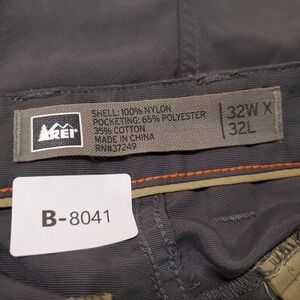 REI
SHELL: 100% NYLON
POCKETING: 65% POLYESTER
35% COTTON
MADE IN CHINA
RN#37249
32W X
32L
B-8041